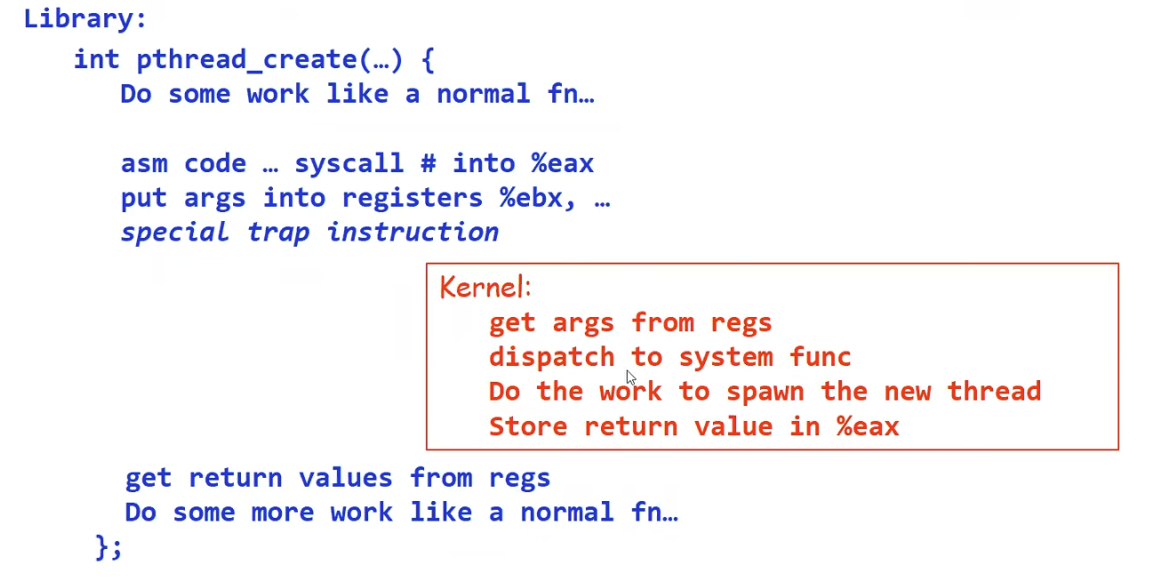 Library:
int pthread_create(…) {
Do some work like a normal fn…
asm code … syscall # into %eax
put args into registers %ebx, …
special trap instruction
Kernel:
get args from regs
dispatch to system func
Do the work to spawn the new thread
Store return value in %eax
get return values from regs
Do some more work like a normal fn…
};